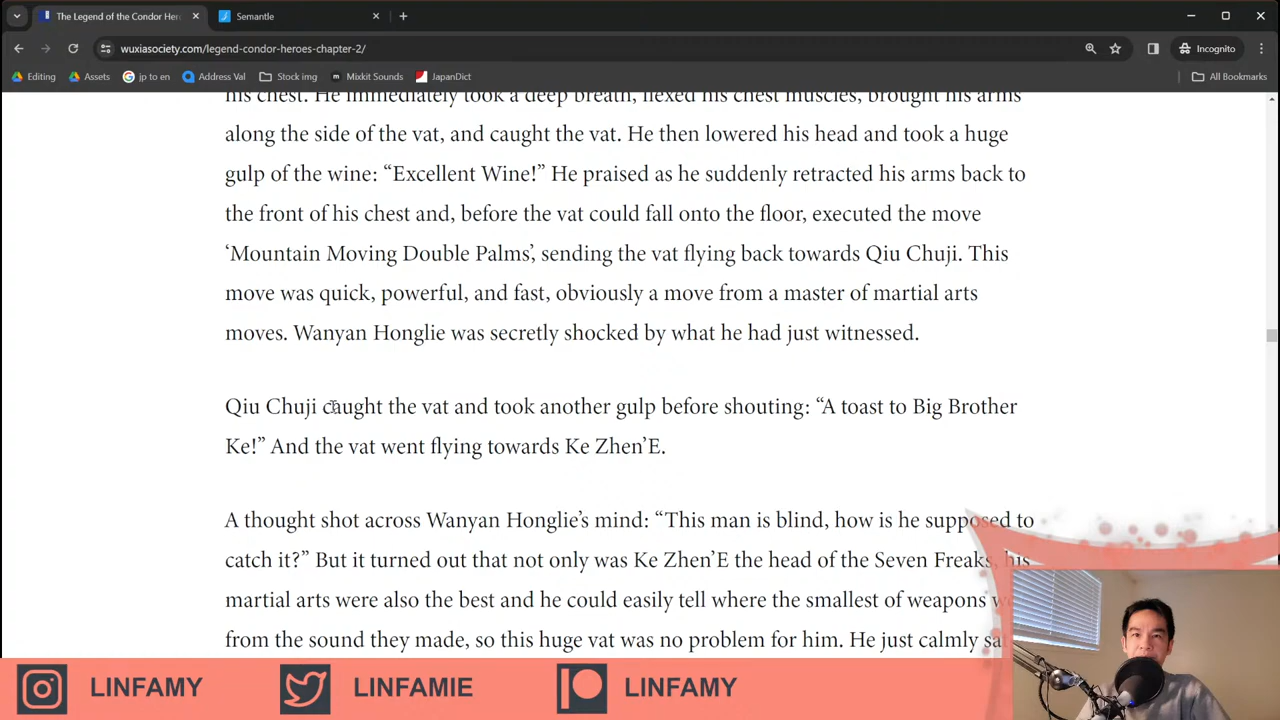 The Legend of the Condor Her
Semantle
wuxiasociety.com/legend-condor-heroes-chapter-2/
Incognito
Editing
Assets
jp to en
Address Val
Stock img
Mixkit Sounds
JapanDict
All Bookmarks
his chest. He immediately took a deep breath, flexed his chest muscles, brought his arms
along the side of the vat, and caught the vat. He then lowered his head and took a huge
gulp of the wine: “Excellent Wine!” He praised as he suddenly retracted his arms back to
the front of his chest and, before the vat could fall onto the floor, executed the move
‘Mountain Moving Double Palms’, sending the vat flying back towards Qiu Chuji. This
move was quick, powerful, and fast, obviously a move from a master of martial arts
moves. Wanyan Honglie was secretly shocked by what he had just witnessed.
Qiu Chuji caught the vat and took another gulp before shouting: “A toast to Big Brother
Ke!” And the vat went flying towards Ke Zhen’E.
A thought shot across Wanyan Honglie’s mind: “This man is blind, how is he supposed to
catch it?” But it turned out that not only was Ke Zhen’E the head of the Seven Freaks, his
martial arts were also the best and he could easily tell where the smallest of weapons
from the sound they made, so this huge vat was no problem for him. He just calmly
LINFAMY
LINFAMIE
LINFAMY